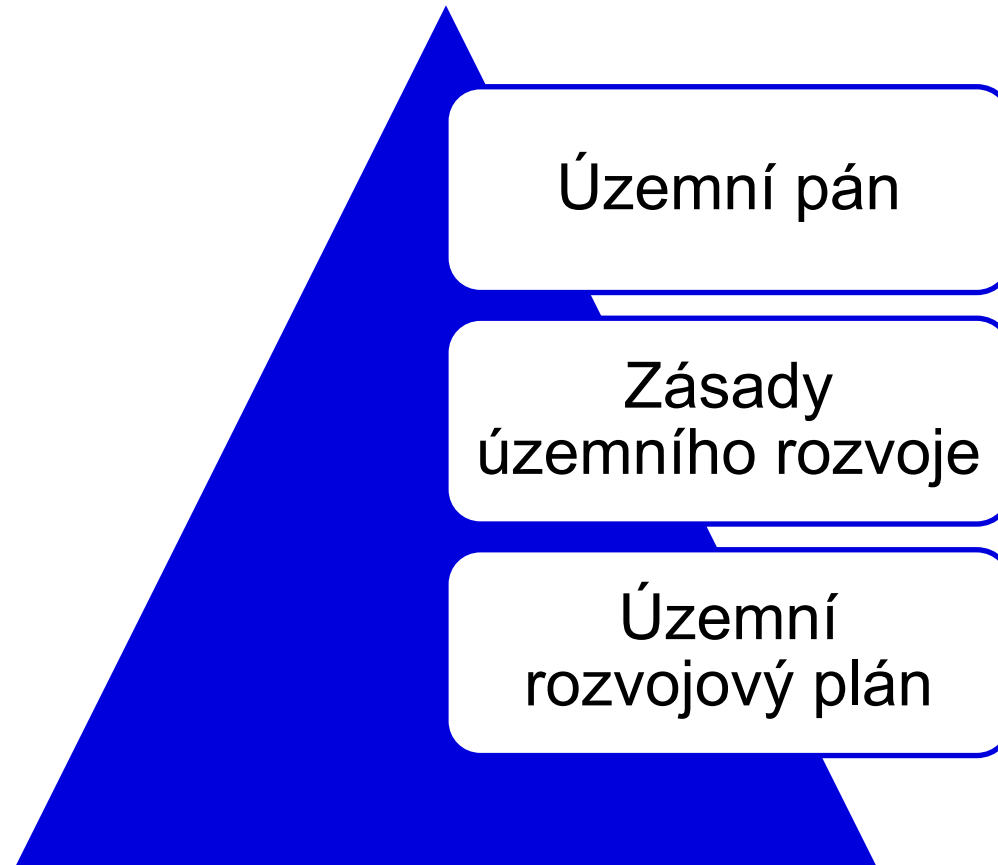 Územní pán
Zásady
územního rozvoje
Územní
rozvojový plán